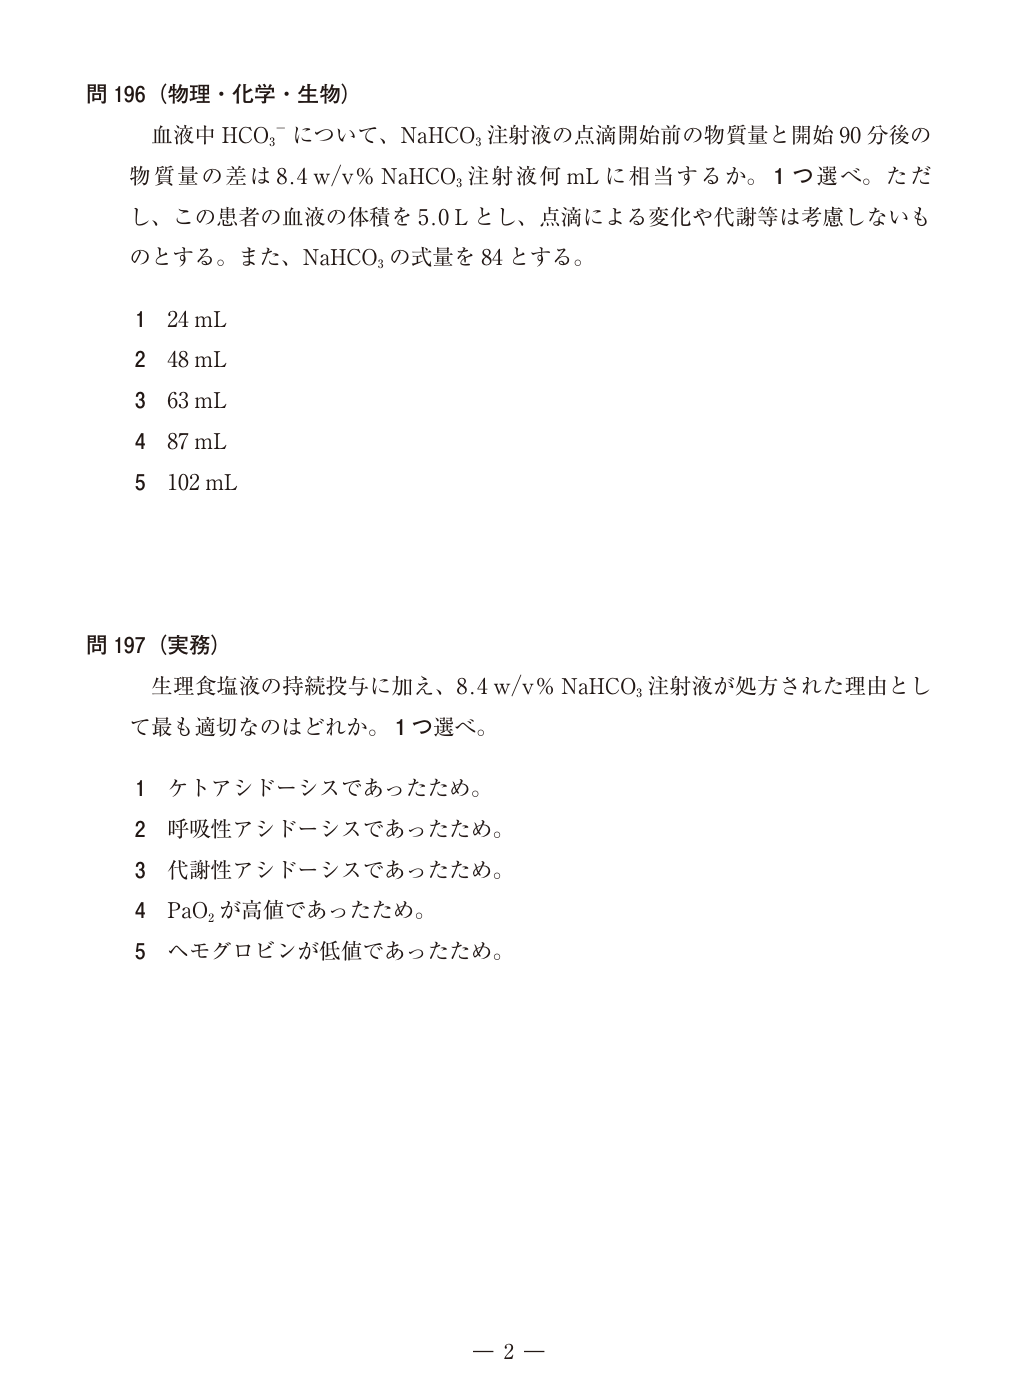 問 196（物理・化学・生物）
血液中 HCO₃⁻ について、NaHCO₃ 注射液の点滴開始前の物質量と開始 90 分後の
物質量の差は 8.4 w/v% NaHCO₃ 注射液何 mL に相当するか。1 つ選べ。ただ
し、この患者の血液の体積を 5.0 L とし、点滴による変化や代謝等は考慮しないも
のとする。また、NaHCO₃ の式量を 84 とする。
1 24 mL
2 48 mL
3 63 mL
4 87 mL
5 102 mL
問 197（実務）
生理食塩液の持続投与に加え、8.4 w/v% NaHCO₃ 注射液が処方された理由とし
て最も適切なのはどれか。1 つ選べ。
1 ケトアシドーシスであったため。
2 呼吸性アシドーシスであったため。
3 代謝性アシドーシスであったため。
4 PaO₂ が高値であったため。
5 ヘモグロビンが低値であったため。
― 2 ―